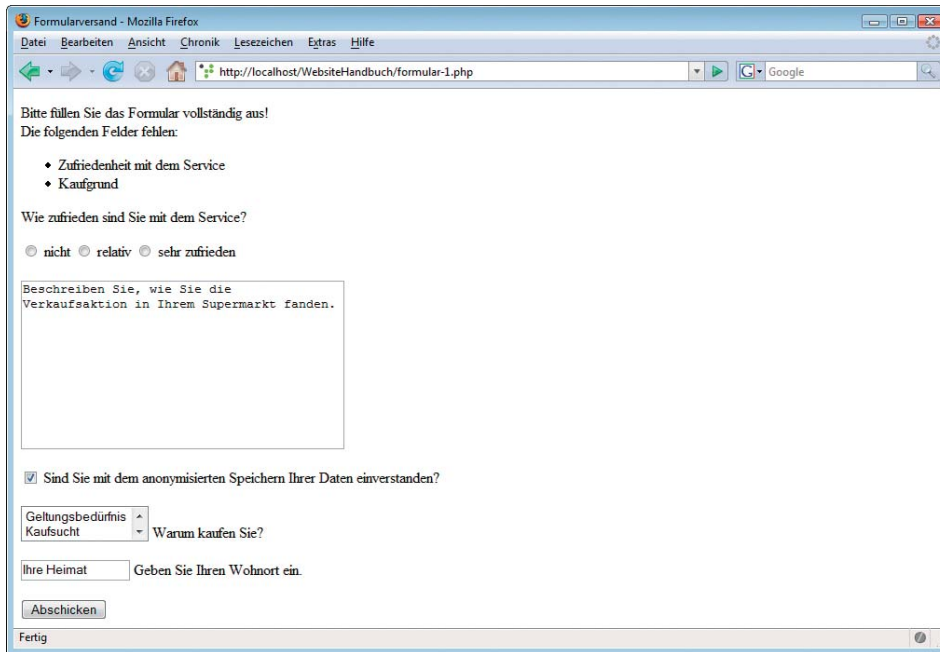 Formularversand - Mozilla Firefox
Datei Bearbeiten Ansicht Chronik Lesezeichen Extras Hilfe
http://localhost/WebsiteHandbuch/formular-1.php G Google
Bitte füllen Sie das Formular vollständig aus!
Die folgenden Felder fehlen:
Zufriedenheit mit dem Service
Kaufgrund
Wie zufrieden sind Sie mit dem Service?
nicht relativ sehr zufrieden
Beschreiben Sie, wie Sie die
Verkaufsaktion in Ihrem Supermarkt fanden.
Sind Sie mit dem anonymisierten Speichern Ihrer Daten einverstanden?
Geltungsbedürfnis
Kaufsucht Warum kaufen Sie?
Ihre Heimat Geben Sie Ihren Wohnort ein.
Abschicken
Fertig